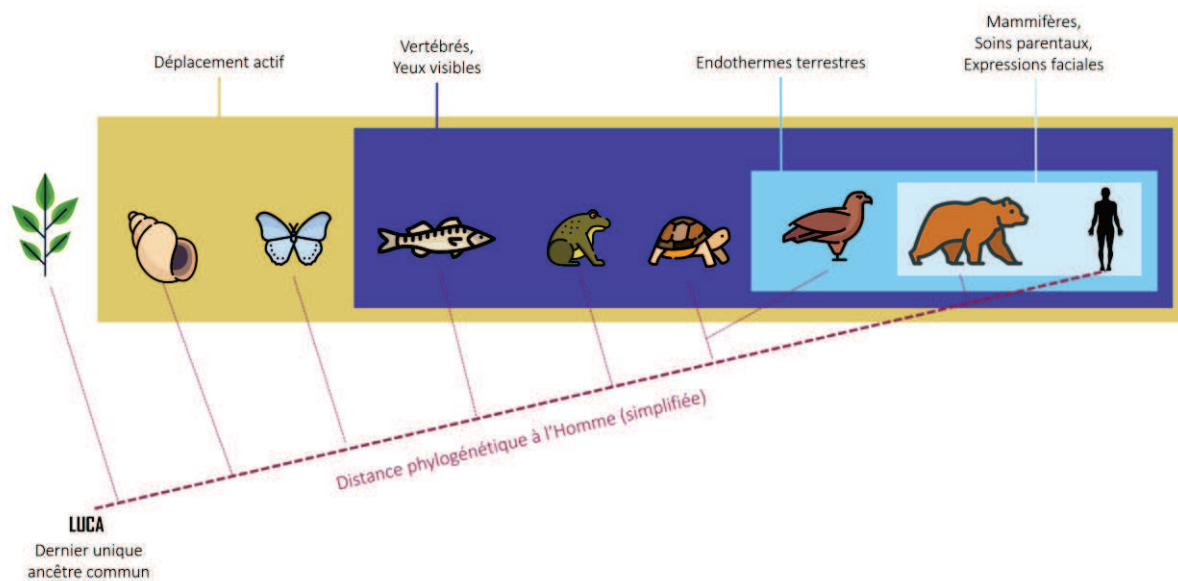 Déplacement actif
Vertébrés,
Yeux visibles
Endothermes terrestres
Mammifères,
Soins parentaux,
Expressions faciales
Distance phylogénétique à l'Homme (simplifiée)
LUCA
Dernier unique
ancêtre commun